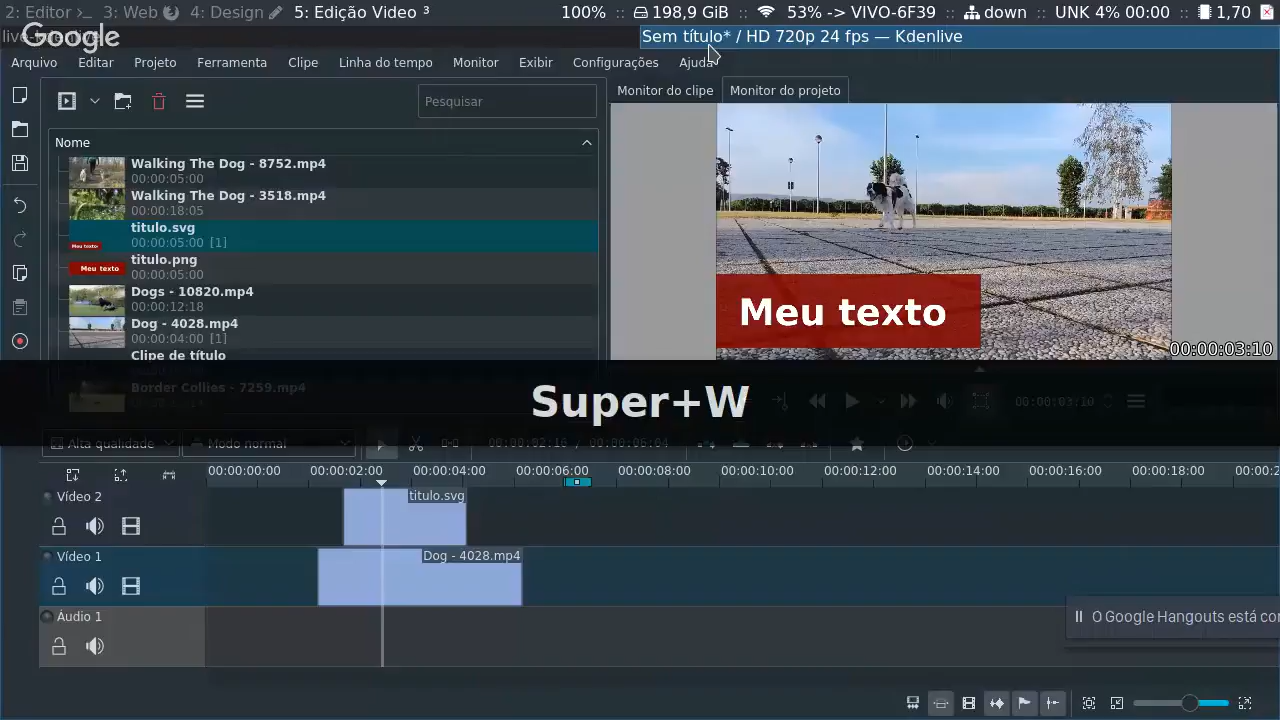 2: Editor 3: Web 4: Design 5: Edição Video ³ 100% :: 198,9 GiB :: 53% -> VIVO-6F39 :: down :: UNK 4% 00:00 :: 1,70
Google
Sem título* / HD 720p 24 fps — Kdenlive
Arquivo Editar Projeto Ferramenta Clipe Linha do tempo Monitor Exibir Configurações Ajuda
Pesquisar
Monitor do clipe Monitor do projeto
Nome
Walking The Dog - 8752.mp4
00:00:05:00
Walking The Dog - 3518.mp4
00:00:18:05
titulo.svg
00:00:05:00 [1]
titulo.png
00:00:05:00
Dogs - 10820.mp4
00:00:12:18
Dog - 4028.mp4
00:00:04:00 [1]
Clipe de título
Border Collies - 7259.mp4
Meu texto
Meu texto
Meu texto
00:00:03:10
Super+W
00:00:03:10
Alta qualidade Modo normal 00:00:02:16 / 00:00:06:04
00:00:00:00 00:00:02:00 00:00:04:00 00:00:06:00 00:00:08:00 00:00:10:00 00:00:12:00 00:00:14:00 00:00:16:00 00:00:18:00 00:00:2
Vídeo 2
titulo.svg
Vídeo 1
Dog - 4028.mp4
Áudio 1
O Google Hangouts está co